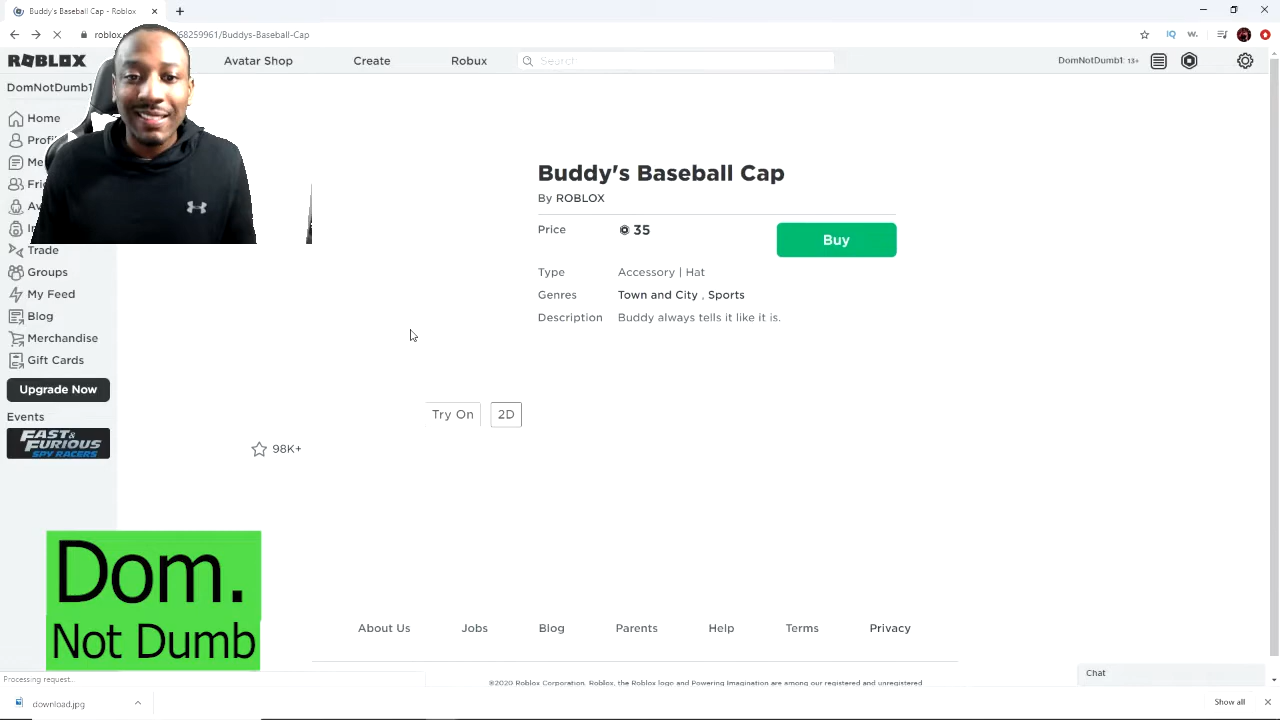 Buddy's Baseball Cap - Roblox
roblox.c
/68259961/Buddys-Baseball-Cap
IQ
W.
ROBLOX
Avatar Shop
Create
Robux
Search
DomNotDumb1: 13+
DomNotDumb1
Home
Trade
Groups
My Feed
Blog
Merchandise
Gift Cards
Upgrade Now
Events
FAST & FURIOUS
SPY RACERS
Buddy's Baseball Cap
By ROBLOX
Price 35
Buy
Type Accessory | Hat
Genres Town and City , Sports
Description Buddy always tells it like it is.
Try On
2D
98K+
Dom.
Not Dumb
About Us
Jobs
Blog
Parents
Help
Terms
Privacy
©2020 Roblox Corporation. Roblox, the Roblox logo and Powering Imagination are among our registered and unregistered
Chat
Processing request...
download.jpg
Show all